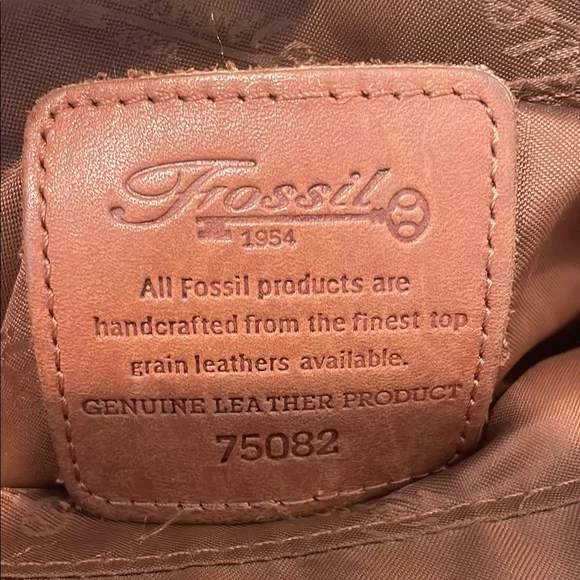 Fossil
1954
All Fossil products are
handcrafted from the finest top
grain leathers available.
GENUINE LEATHER PRODUCT
75082